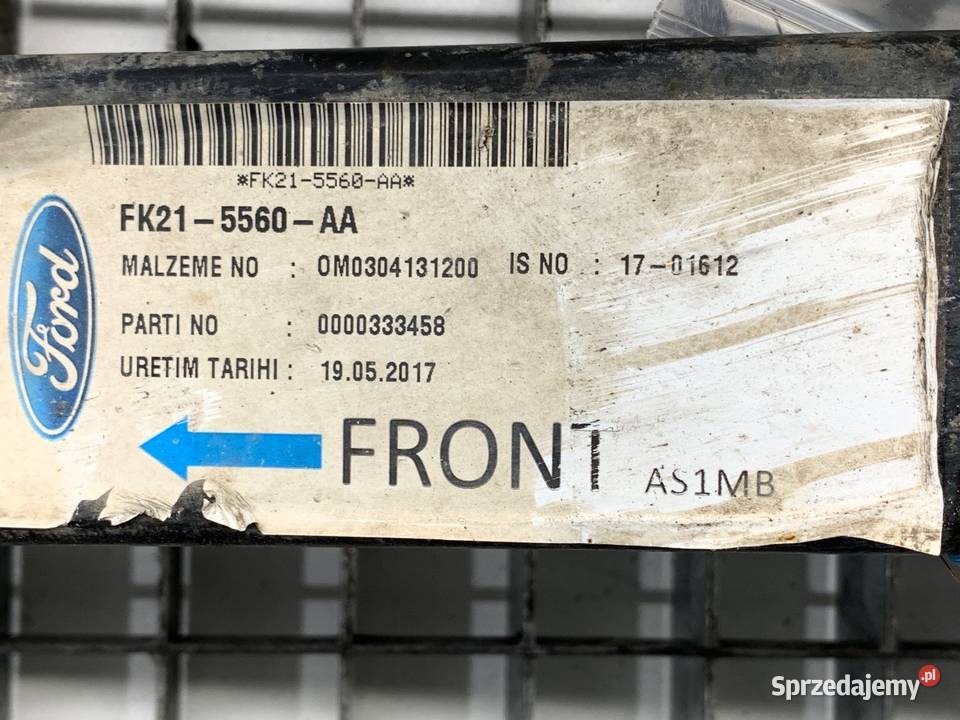 *FK21-5560-AA*
FK21-5560-AA
MALZEME NO : 0M0304131200 IS NO : 17-01612
PARTI NO : 0000333458
URETIM TARIHI : 19.05.2017
Ford
FRONT
AS1MB
Sprzedajemy.pl